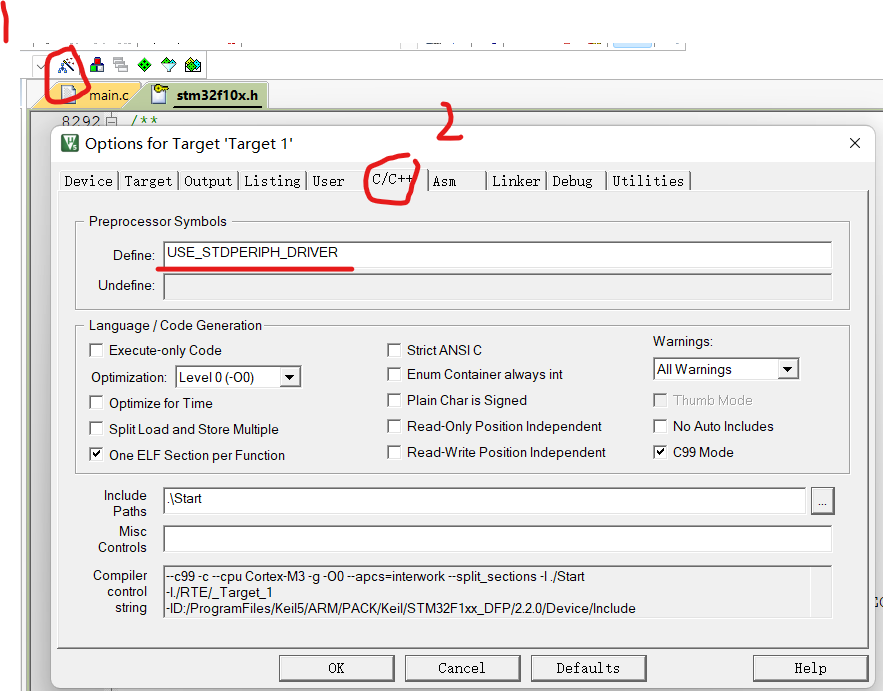 1
main.c
stm32f10x.h
8292
/**
2
Options for Target 'Target 1'
Device
Target
Output
Listing
User
C/C++
Asm
Linker
Debug
Utilities
Preprocessor Symbols
Define: USE_STDPERIPH_DRIVER
Undefine:
Language / Code Generation
Execute-only Code
Optimization: Level 0 (-O0)
Optimize for Time
Split Load and Store Multiple
One ELF Section per Function
Strict ANSI C
Enum Container always int
Plain Char is Signed
Read-Only Position Independent
Read-Write Position Independent
Warnings:
All Warnings
Thumb Mode
No Auto Includes
C99 Mode
Include
Paths
.\Start
...
Misc
Controls
Compiler
control
string
--c99 -c --cpu Cortex-M3 -g -O0 --apcs=interwork --split_sections -I ./Start
-I./RTE/_Target_1
-ID:/ProgramFiles/Keil5/ARM/PACK/Keil/STM32F1xx_DFP/2.2.0/Device/Include
OK
Cancel
Defaults
Help